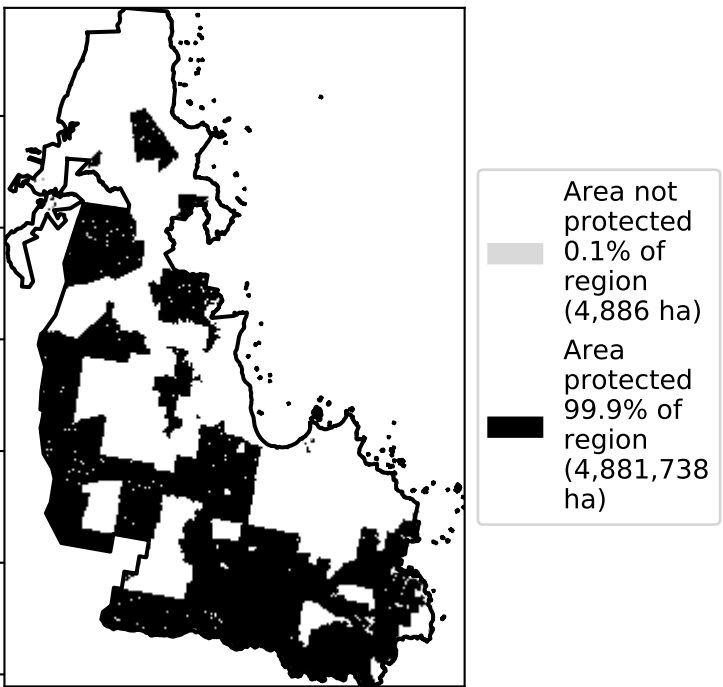 Area not
protected
0.1% of
region
(4,886 ha)
Area
protected
99.9% of
region
(4,881,738
ha)